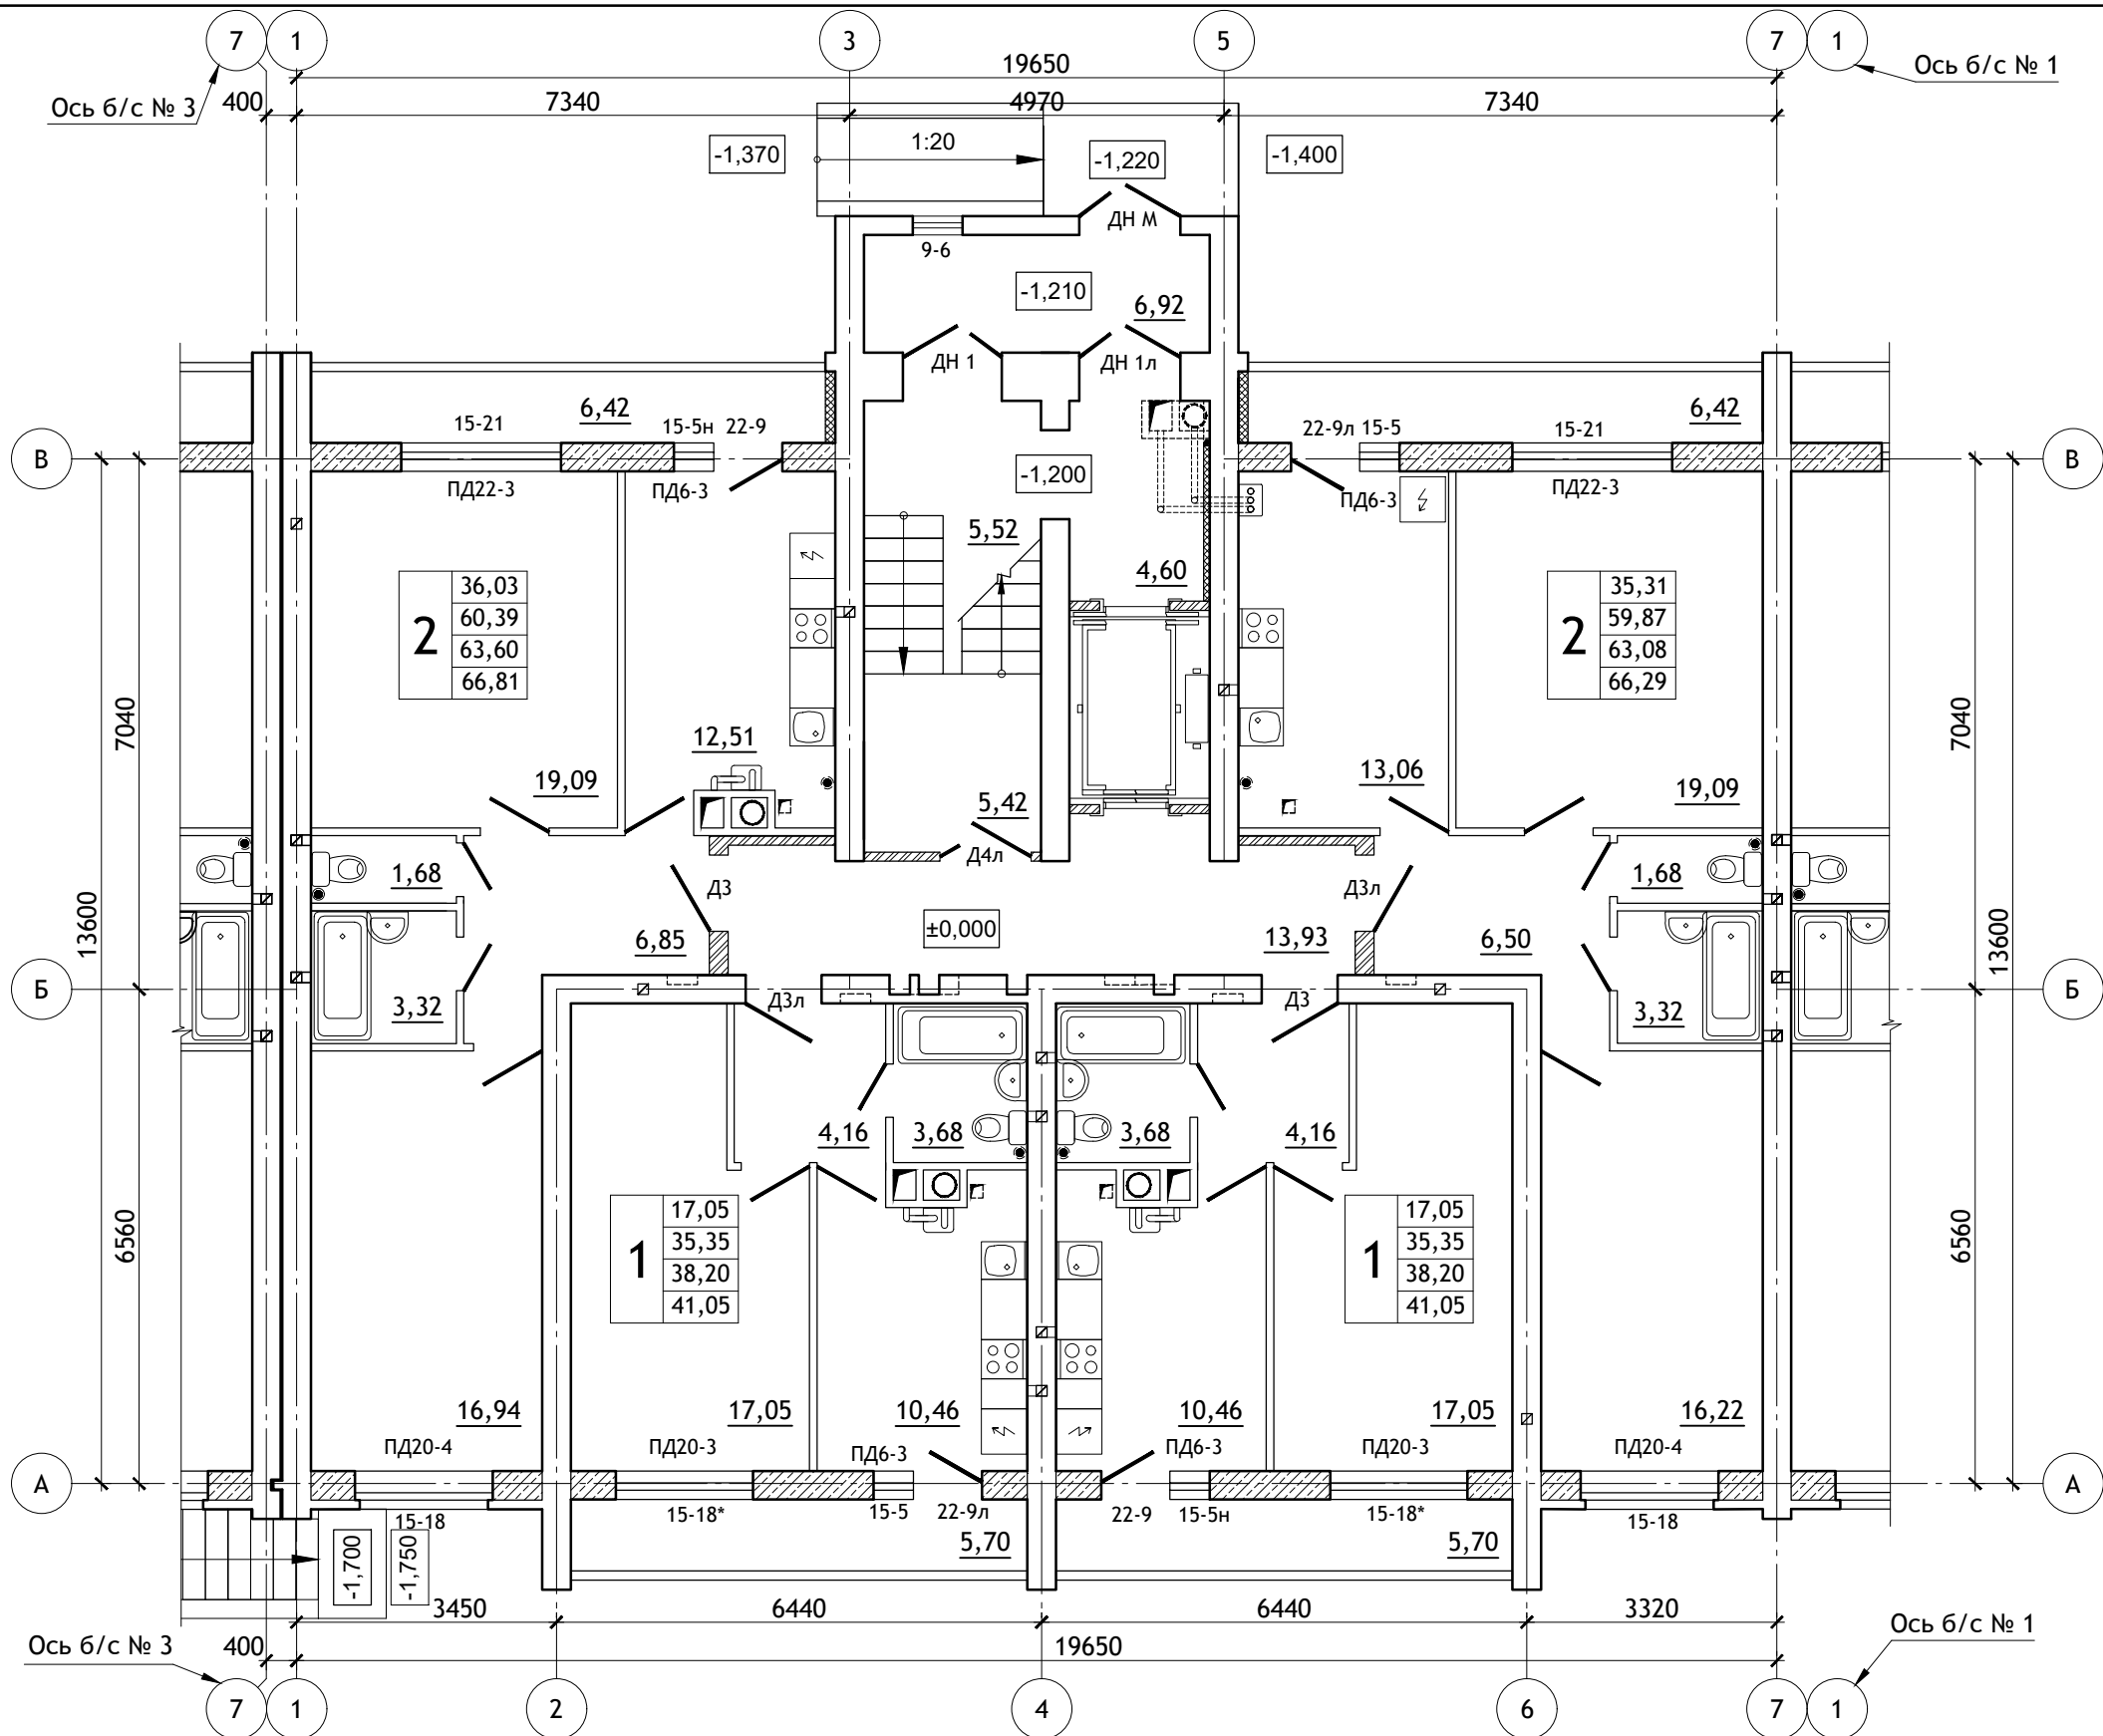 7 1 3 5 7 1
19650
Ось б/с № 1
Ось б/с № 3
400 7340 4970 7340
-1,370 1:20 -1,220 -1,400
ДН М
9-6
-1,210
6,92
ДН 1 ДН 1л
6,42 6,42
15-21 15-5н 22-9 22-9л 15-5 15-21
В В
-1,200
ПД22-3 ПД6-3 ПД6-3 ПД22-3
5,52
4,60
2
36,03
60,39
63,60
66,81
2
35,31
59,87
63,08
66,29
7040 7040
12,51
19,09 5,42 13,06 19,09
Д4л
1,68 Д3 Д3л 1,68
13600 13600
±0,000
6,85 13,93 6,50
Б Б
3,32 Д3л Д3 3,32
4,16 3,68 3,68 4,16
1
17,05
35,35
38,20
41,05
1
17,05
35,35
38,20
41,05
6560 6560
16,94 17,05 10,46 10,46 17,05 16,22
ПД20-4 ПД20-3 ПД6-3 ПД6-3 ПД20-3 ПД20-4
А А
15-18 15-18* 15-5 22-9л 22-9 15-5н 15-18* 15-18
5,70 5,70
-1,700 -1,750
3450 6440 6440 3320
Ось б/с № 3 400 19650 Ось б/с № 1
7 1 2 4 6 7 1